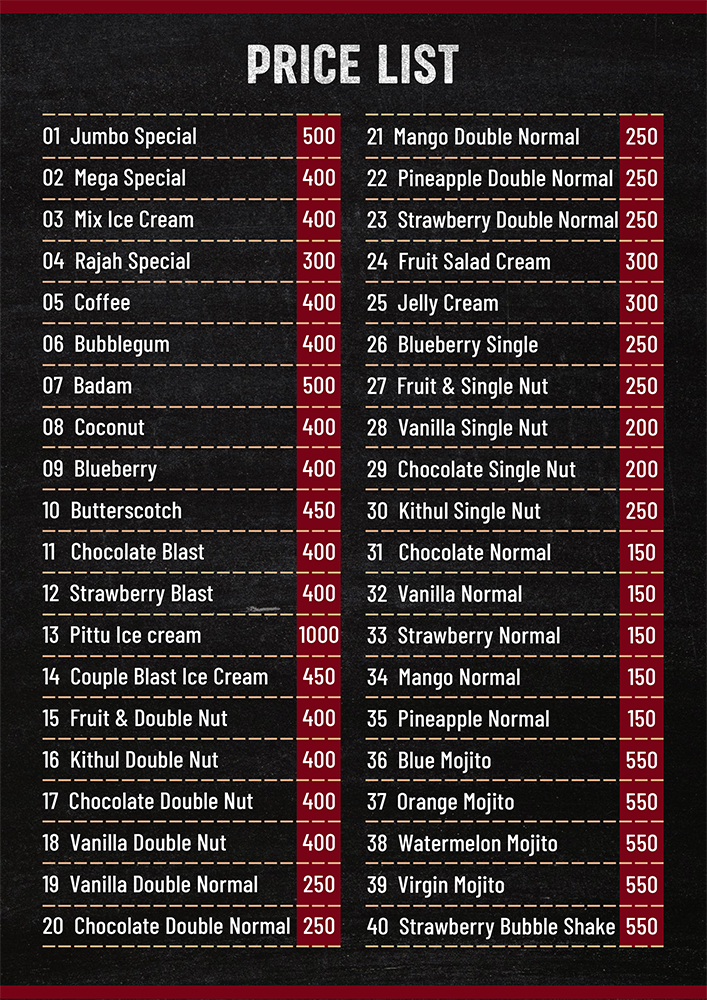 PRICE LIST
01 Jumbo Special 500
02 Mega Special 400
03 Mix Ice Cream 400
04 Rajah Special 300
05 Coffee 400
06 Bubblegum 400
07 Badam 500
08 Coconut 400
09 Blueberry 400
10 Butterscotch 450
11 Chocolate Blast 400
12 Strawberry Blast 400
13 Pittu Ice cream 1000
14 Couple Blast Ice Cream 450
15 Fruit & Double Nut 400
16 Kithul Double Nut 400
17 Chocolate Double Nut 400
18 Vanilla Double Nut 400
19 Vanilla Double Normal 250
20 Chocolate Double Normal 250
21 Mango Double Normal 250
22 Pineapple Double Normal 250
23 Strawberry Double Normal 250
24 Fruit Salad Cream 300
25 Jelly Cream 300
26 Blueberry Single 250
27 Fruit & Single Nut 250
28 Vanilla Single Nut 200
29 Chocolate Single Nut 200
30 Kithul Single Nut 250
31 Chocolate Normal 150
32 Vanilla Normal 150
33 Strawberry Normal 150
34 Mango Normal 150
35 Pineapple Normal 150
36 Blue Mojito 550
37 Orange Mojito 550
38 Watermelon Mojito 550
39 Virgin Mojito 550
40 Strawberry Bubble Shake 550